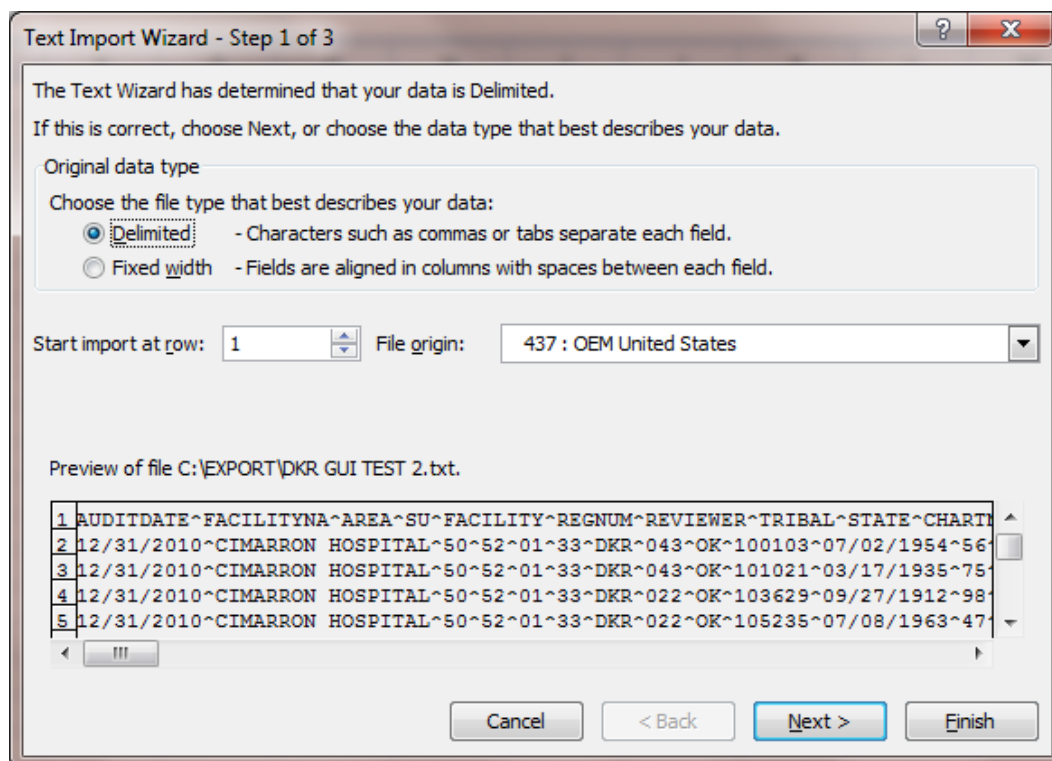 Text Import Wizard - Step 1 of 3
The Text Wizard has determined that your data is Delimited.
If this is correct, choose Next, or choose the data type that best describes your data.
Original data type
Choose the file type that best describes your data:
Delimited - Characters such as commas or tabs separate each field.
Fixed width - Fields are aligned in columns with spaces between each field.
Start import at row: 1 File origin: 437 : OEM United States
Preview of file C:\EXPORT\DKR GUI TEST 2.txt.
1 AUDITDATE^FACILITYNA^AREA^SU^FACILITY^REGNUM^REVIEWER^TRIBAL^STATE^CHARTN
2 12/31/2010^CIMARRON HOSPITAL^50^52^01^33^DKR^043^OK^100103^07/02/1954^56^
3 12/31/2010^CIMARRON HOSPITAL^50^52^01^33^DKR^043^OK^101021^03/17/1935^75^
4 12/31/2010^CIMARRON HOSPITAL^50^52^01^33^DKR^022^OK^103629^09/27/1912^98^
5 12/31/2010^CIMARRON HOSPITAL^50^52^01^33^DKR^022^OK^105235^07/08/1963^47^
Cancel < Back Next > Finish